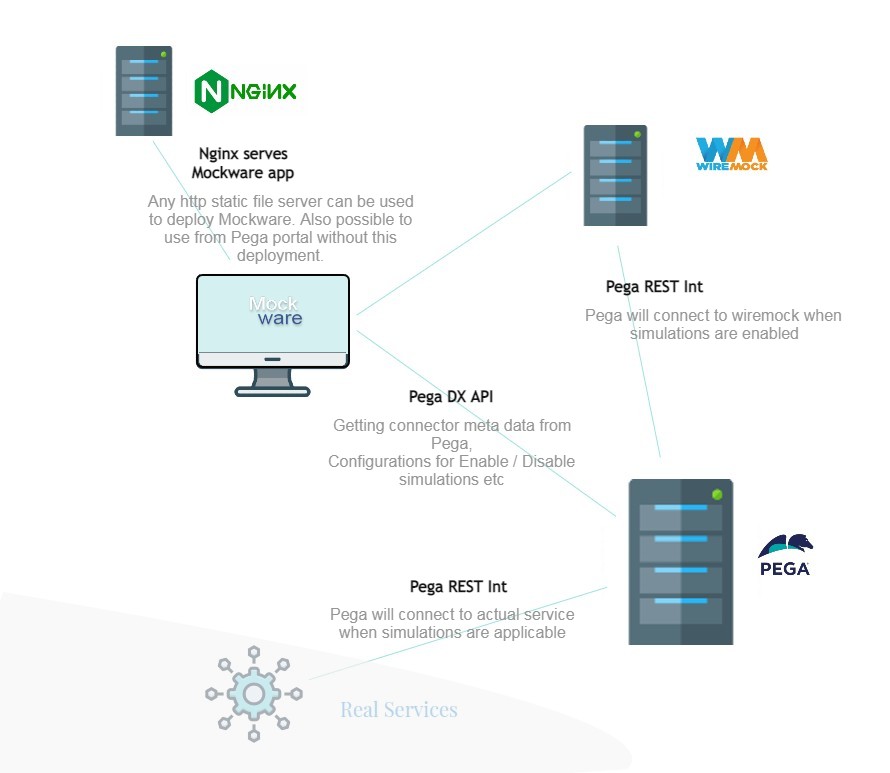 NGINX
Nginx serves
Mockware app
Any http static file server can be used
to deploy Mockware. Also possible to
use from Pega portal without this
deployment.
Mock
ware
WM
WIREMOCK
Pega REST Int
Pega will connect to wiremock when
simulations are enabled
Pega DX API
Getting connector meta data from
Pega,
Configurations for Enable / Disable
simulations etc
PEGA
Pega REST Int
Pega will connect to actual service
when simulations are applicable
Real Services